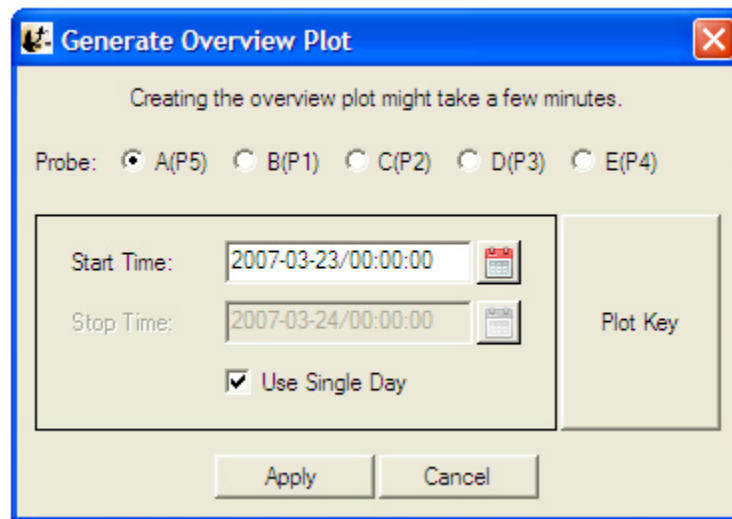 Generate Overview Plot
Creating the overview plot might take a few minutes.
Probe: A(P5) B(P1) C(P2) D(P3) E(P4)
Start Time: 2007-03-23/00:00:00
Stop Time: 2007-03-24/00:00:00
Plot Key
Use Single Day
Apply Cancel